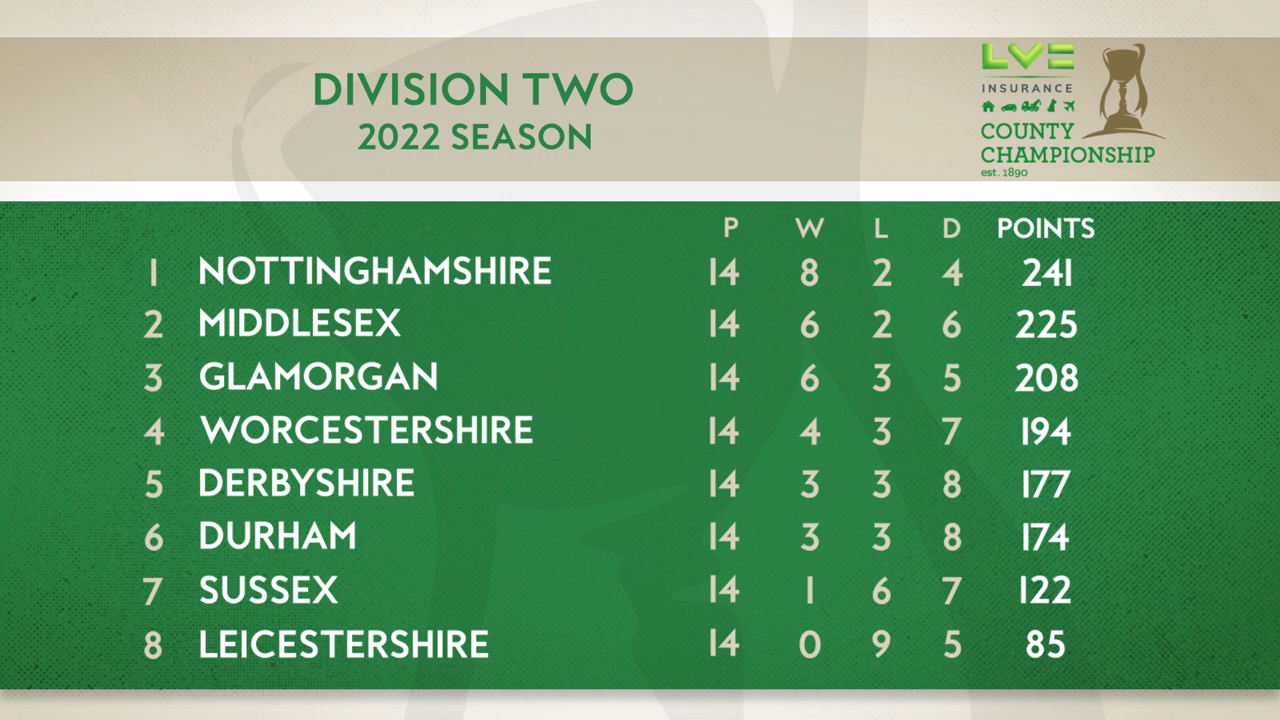 DIVISION TWO
2022 SEASON
LVE
INSURANCE
COUNTY
CHAMPIONSHIP
est. 1890
P W L D POINTS
1 NOTTINGHAMSHIRE 14 8 2 4 241
2 MIDDLESEX 14 6 2 6 225
3 GLAMORGAN 14 6 3 5 208
4 WORCESTERSHIRE 14 4 3 7 194
5 DERBYSHIRE 14 3 3 8 177
6 DURHAM 14 3 3 8 174
7 SUSSEX 14 1 6 7 122
8 LEICESTERSHIRE 14 0 9 5 85